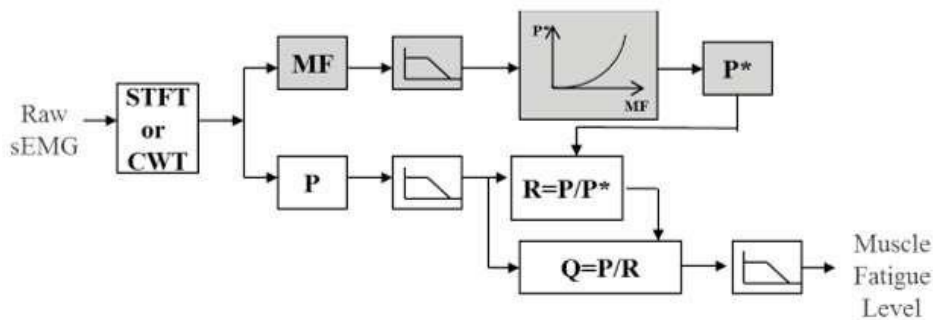 Raw
sEMG
STFT
or
CWT
MF
P*
MF
P*
P
R=P/P*
Q=P/R
Muscle
Fatigue
Level